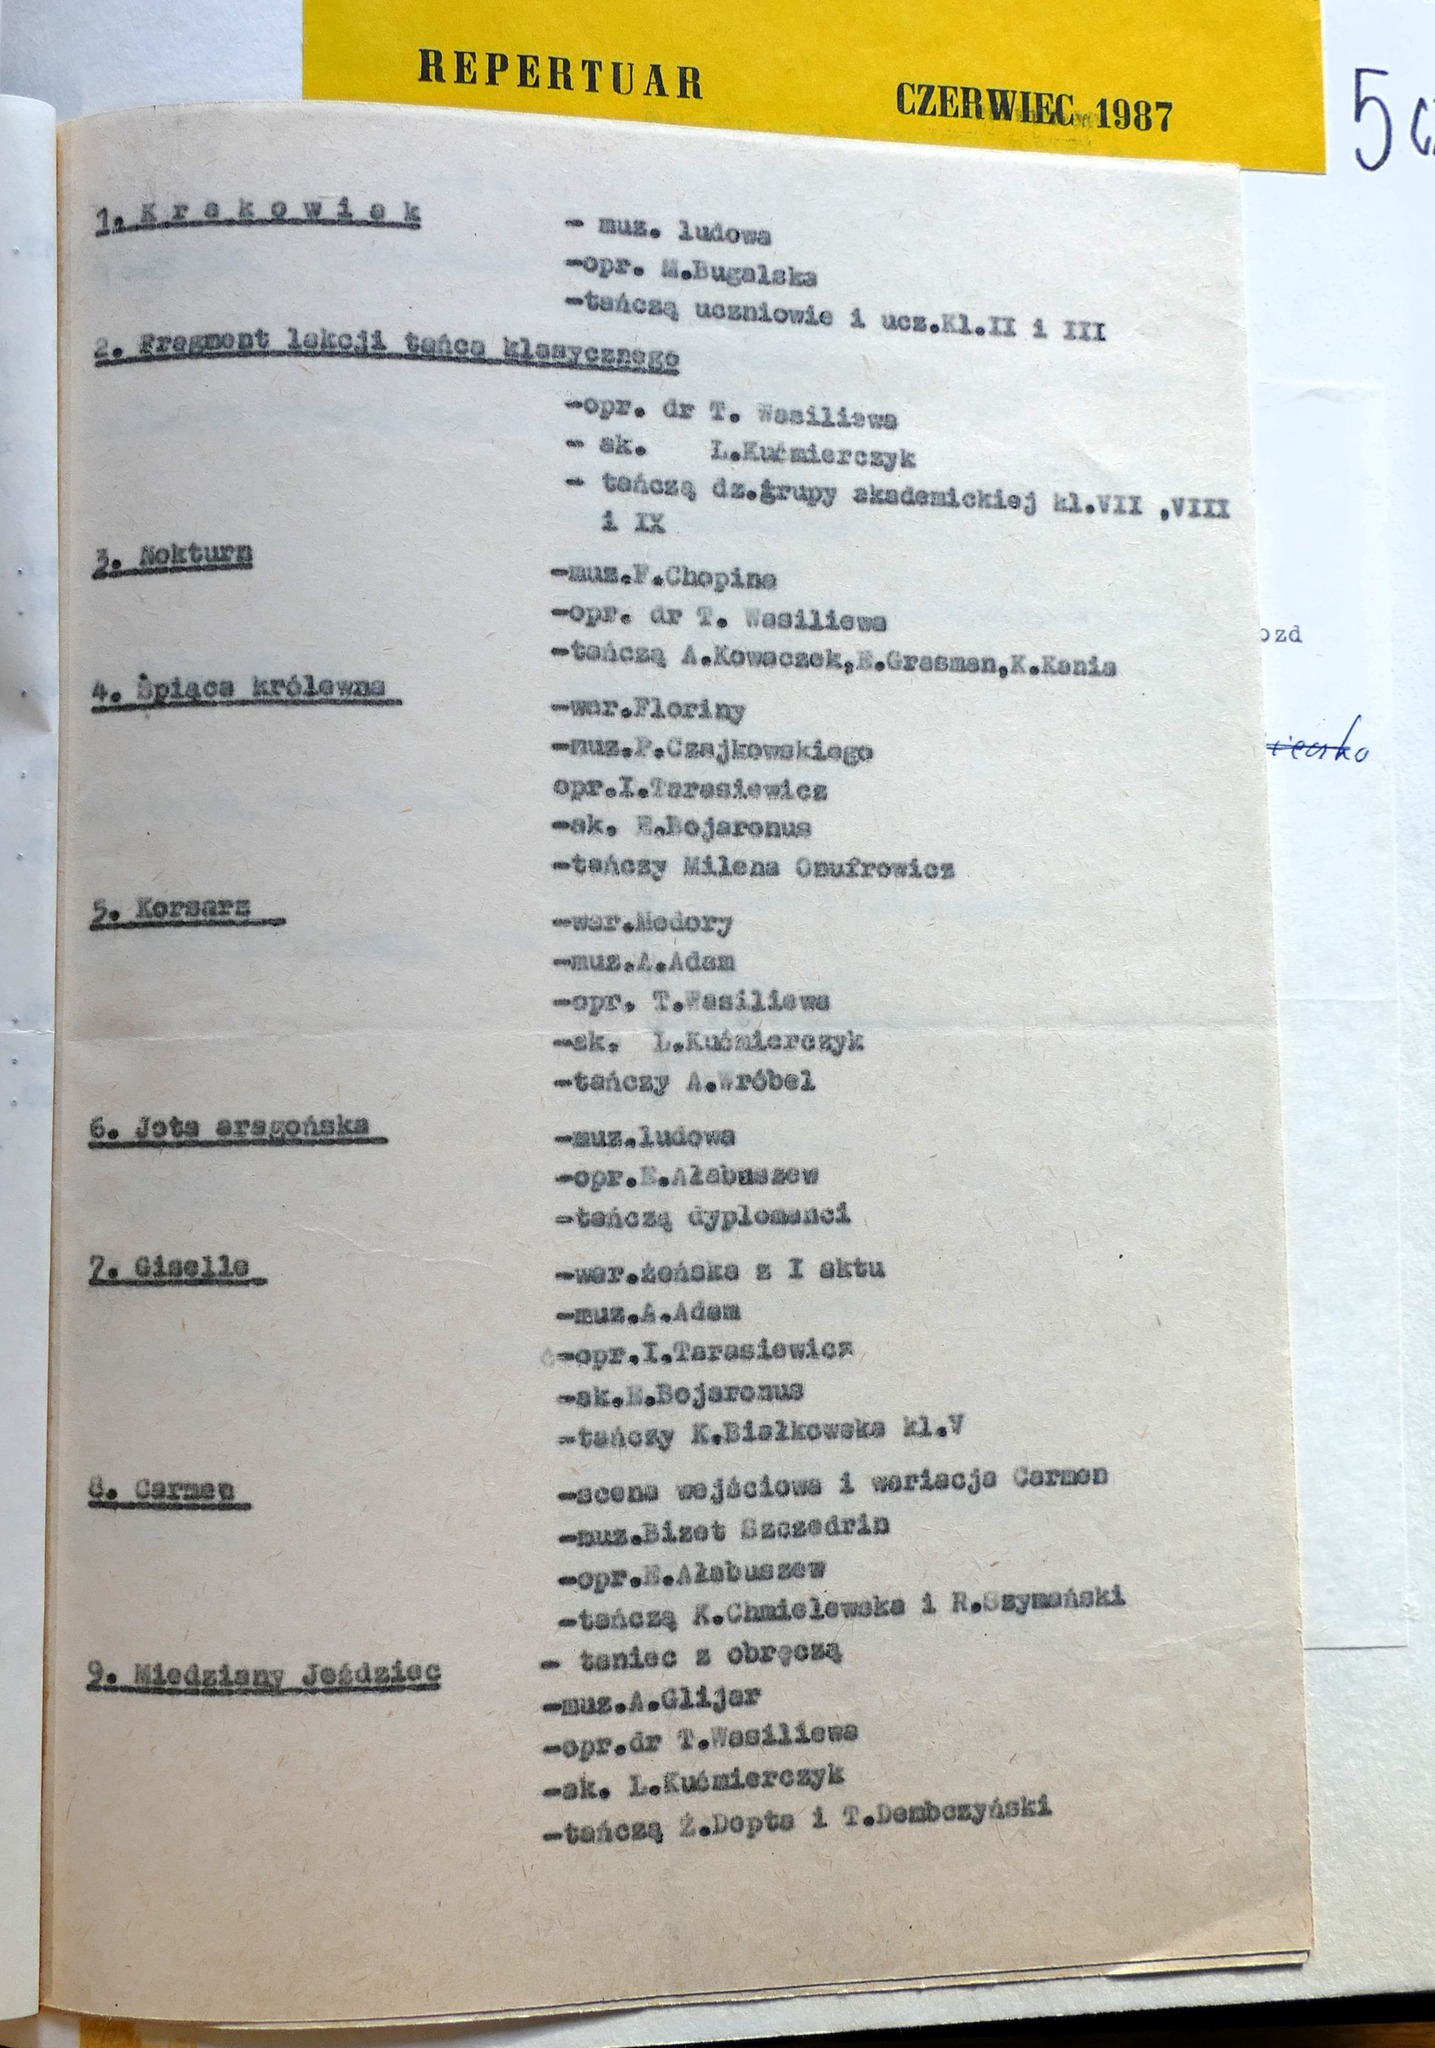 REPERTUAR CZERWIEC 1987
5
1. K r a k o w i a k
- muz. ludowa
-opr. M.Bugalska
-tańczą uczniowie i ucz.Kl.II i III
2. Fragment lekcji tańca klasycznego
-opr. dr T. Wasiliewa
- ak. L.Kuśmierczyk
- tańczą dz.grupy akademickiej kl.VII ,VIII
i IX
3. Nokturn
-muz.F.Chopina
-opr. dr T. Wasiliewa
-tańczą A.Kowaczek,E.Grasman,K.Kania
4. Śpiąca królewna
-war.Floriny
-muz.P.Czajkowskiego
opr.I.Tarasiewicz
-ak. E.Bojaronus
-tańczy Milena Onufrowicz
5. Korsarz
-war.Medory
-muz.A.Adam
-opr. T.Wasiliewa
-ak. L.Kuśmierczyk
-tańczy A.Wróbel
6. Jota aragońska
-muz.ludowa
-opr.E.Ałabuszew
-tańczą dyplomanci
7. Giselle
-war.żeńska z I aktu
-muz.A.Adam
-opr.I.Tarasiewicz
-ak.E.Bojaronus
-tańczy K.Białkowska kl.V
8. Carmen
-scena wejściowa i wariacja Carmen
-muz.Bizet Szczedrin
-opr.E.Ałabuszew
-tańczą K.Chmielewska i R.Szymański
9. Miedziany Jeździec
- taniec z obręczą
-muz.A.Glijer
-opr.dr T.Wasiliewa
-ak. L.Kuśmierczyk
-tańczą Ż.Depta i T.Dembczyński